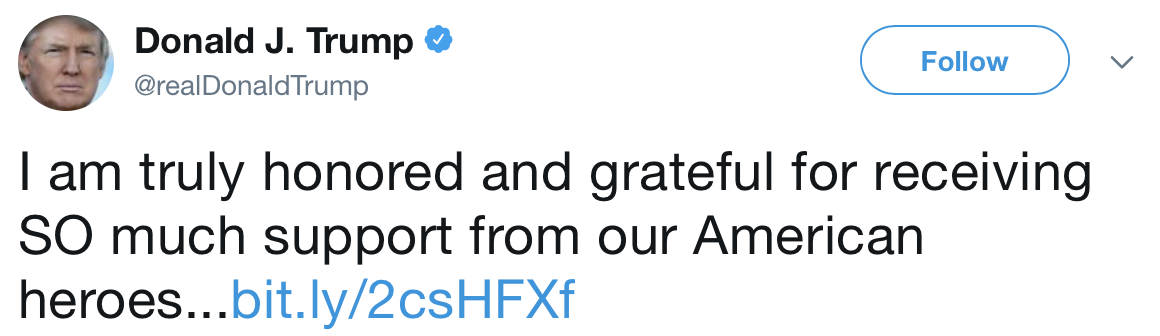 Donald J. Trump
@realDonaldTrump
Follow
I am truly honored and grateful for receiving
SO much support from our American
heroes...bit.ly/2csHFXf